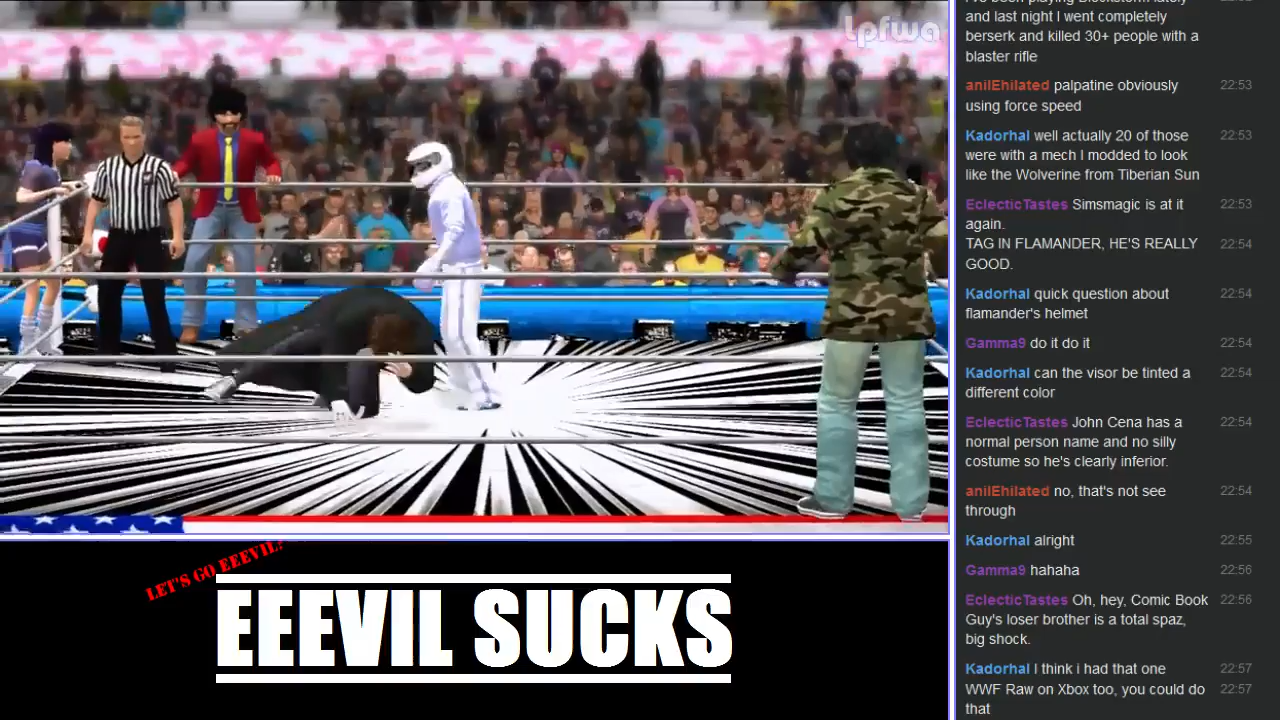 lpfwa
LET'S GO EEEVIL!
EEEVIL SUCKS
and last night I went completely
berserk and killed 30+ people with a
blaster rifle
anilEhilated palpatine obviously 22:53
using force speed
Kadorhal well actually 20 of those 22:53
were with a mech I modded to look
like the Wolverine from Tiberian Sun
EclecticTastes Simsmagic is at it 22:53
again.
TAG IN FLAMANDER, HE'S REALLY 22:54
GOOD.
Kadorhal quick question about 22:54
flamander's helmet
Gamma9 do it do it 22:54
Kadorhal can the visor be tinted a 22:54
different color
EclecticTastes John Cena has a 22:54
normal person name and no silly
costume so he's clearly inferior.
anilEhilated no, that's not see 22:54
through
Kadorhal alright 22:55
Gamma9 hahaha 22:56
EclecticTastes Oh, hey, Comic Book 22:56
Guy's loser brother is a total spaz,
big shock.
Kadorhal I think i had that one 22:57
WWF Raw on Xbox too, you could do 22:57
that